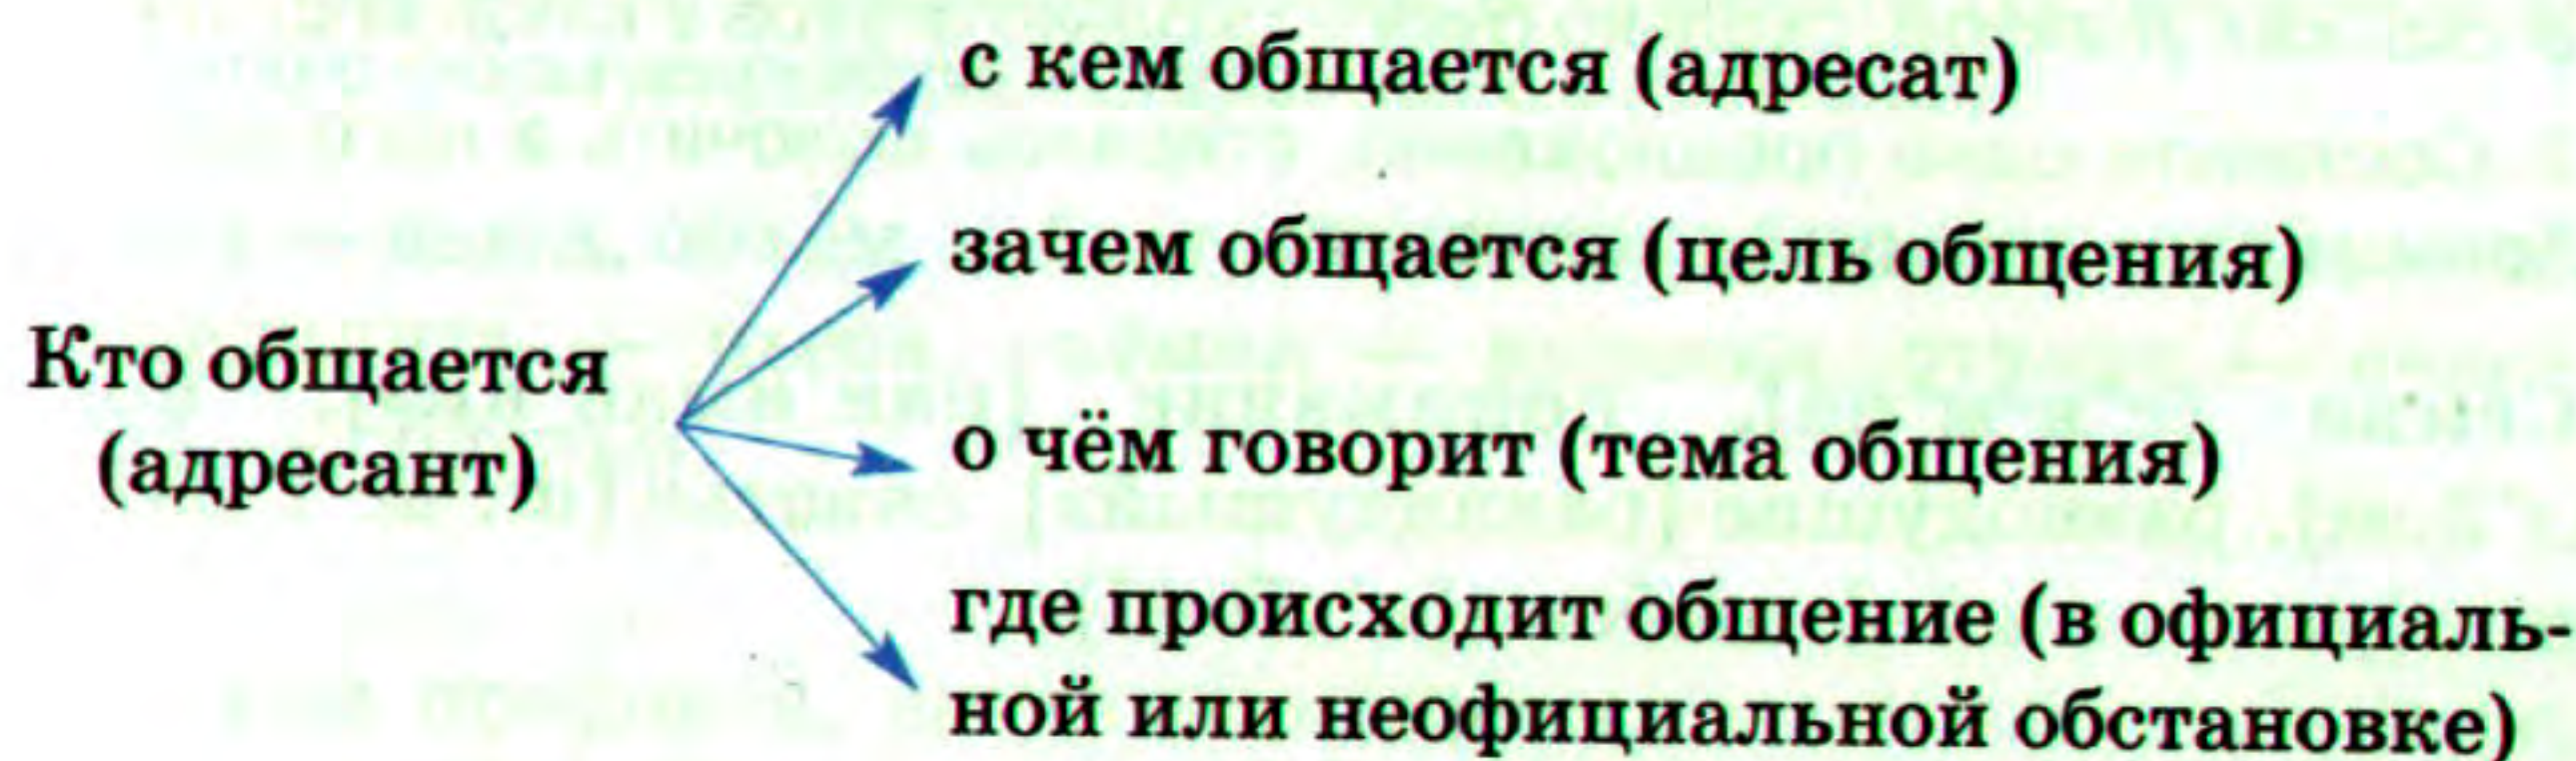 с кем общается (адресат)
зачем общается (цель общения)
Кто общается
(адресант)
о чём говорит (тема общения)
где происходит общение (в официаль-
ной или неофициальной обстановке)